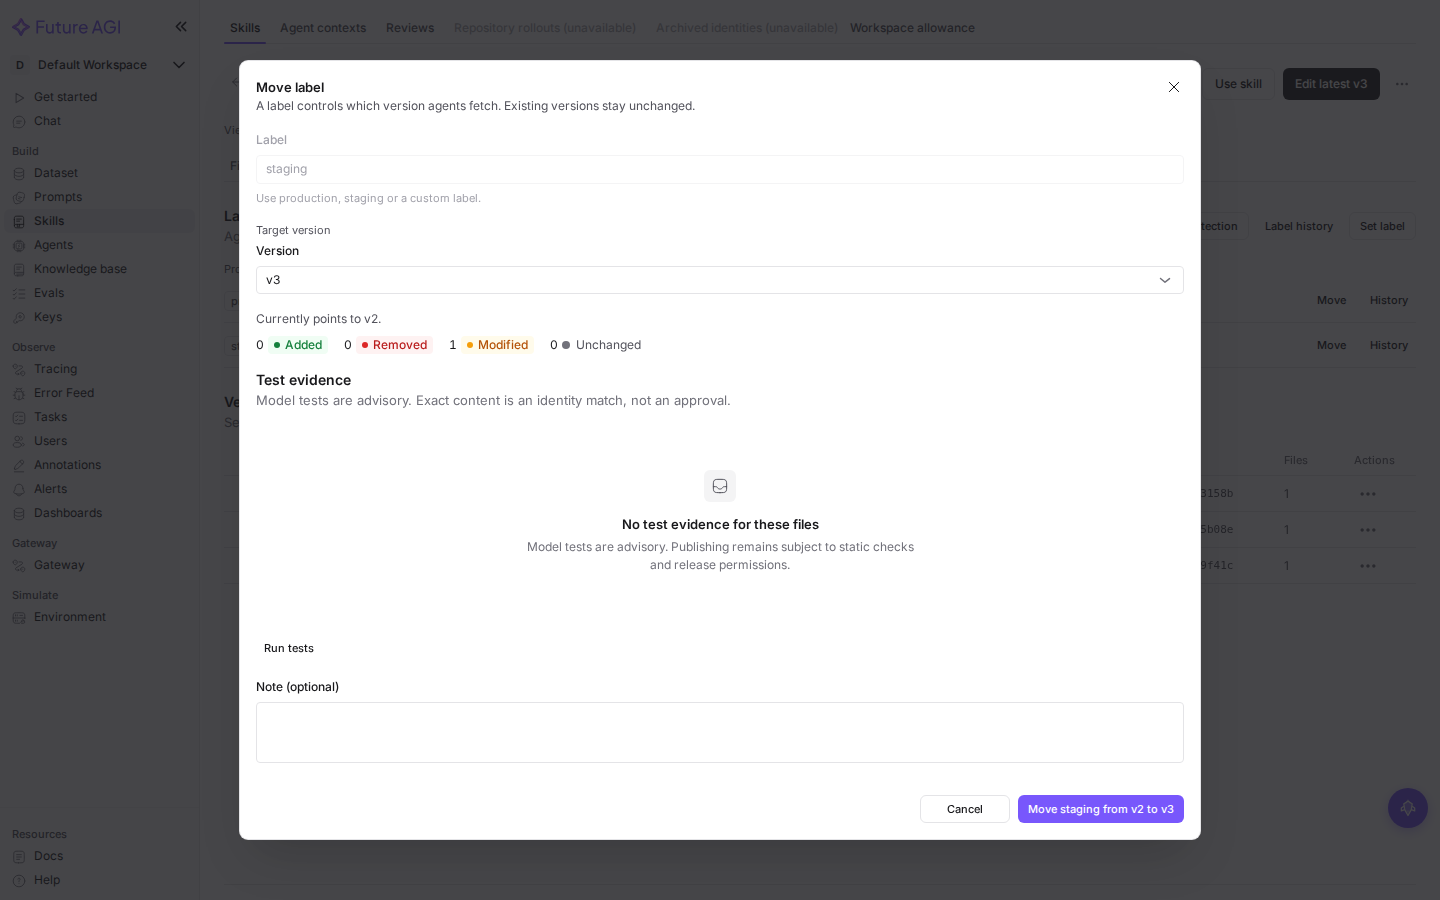 Future AGI
D Default Workspace
Get started
Chat
Build
Dataset
Prompts
Skills
Agents
Knowledge base
Evals
Keys
Observe
Tracing
Error Feed
Tasks
Users
Annotations
Alerts
Dashboards
Gateway
Gateway
Simulate
Environment
Resources
Docs
Help
Skills Agent contexts Reviews Repository rollouts (unavailable) Archived identities (unavailable) Workspace allowance
Use skill Edit latest v3
Label history Set label
Move History
Move History
Files Actions
3158b 1
5b08e 1
9f41c 1
Move label
A label controls which version agents fetch. Existing versions stay unchanged.
Label
staging
Use production, staging or a custom label.
Target version
Version
v3
Currently points to v2.
0 Added 0 Removed 1 Modified 0 Unchanged
Test evidence
Model tests are advisory. Exact content is an identity match, not an approval.
No test evidence for these files
Model tests are advisory. Publishing remains subject to static checks
and release permissions.
Run tests
Note (optional)
Cancel Move staging from v2 to v3